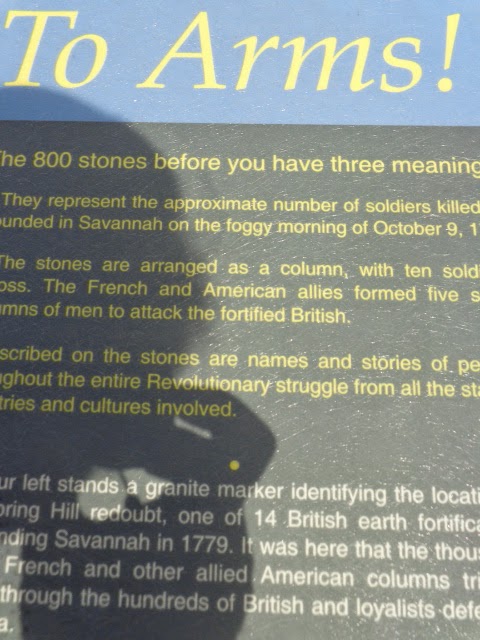 To Arms!
The 800 stones before you have three meaning
They represent the approximate number of soldiers killed
ounded in Savannah on the foggy morning of October 9, 1
The stones are arranged as a column, with ten sold
oss. The French and American allies formed five s
umns of men to attack the fortified British.
scribed on the stones are names and stories of pe
ughout the entire Revolutionary struggle from all the sta
tries and cultures involved.
ur left stands a granite marker identifying the locati
oring Hill redoubt, one of 14 British earth fortifica
nding Savannah in 1779. It was here that the thou
French and other allied American columns tri
through the hundreds of British and loyalists defe
a.